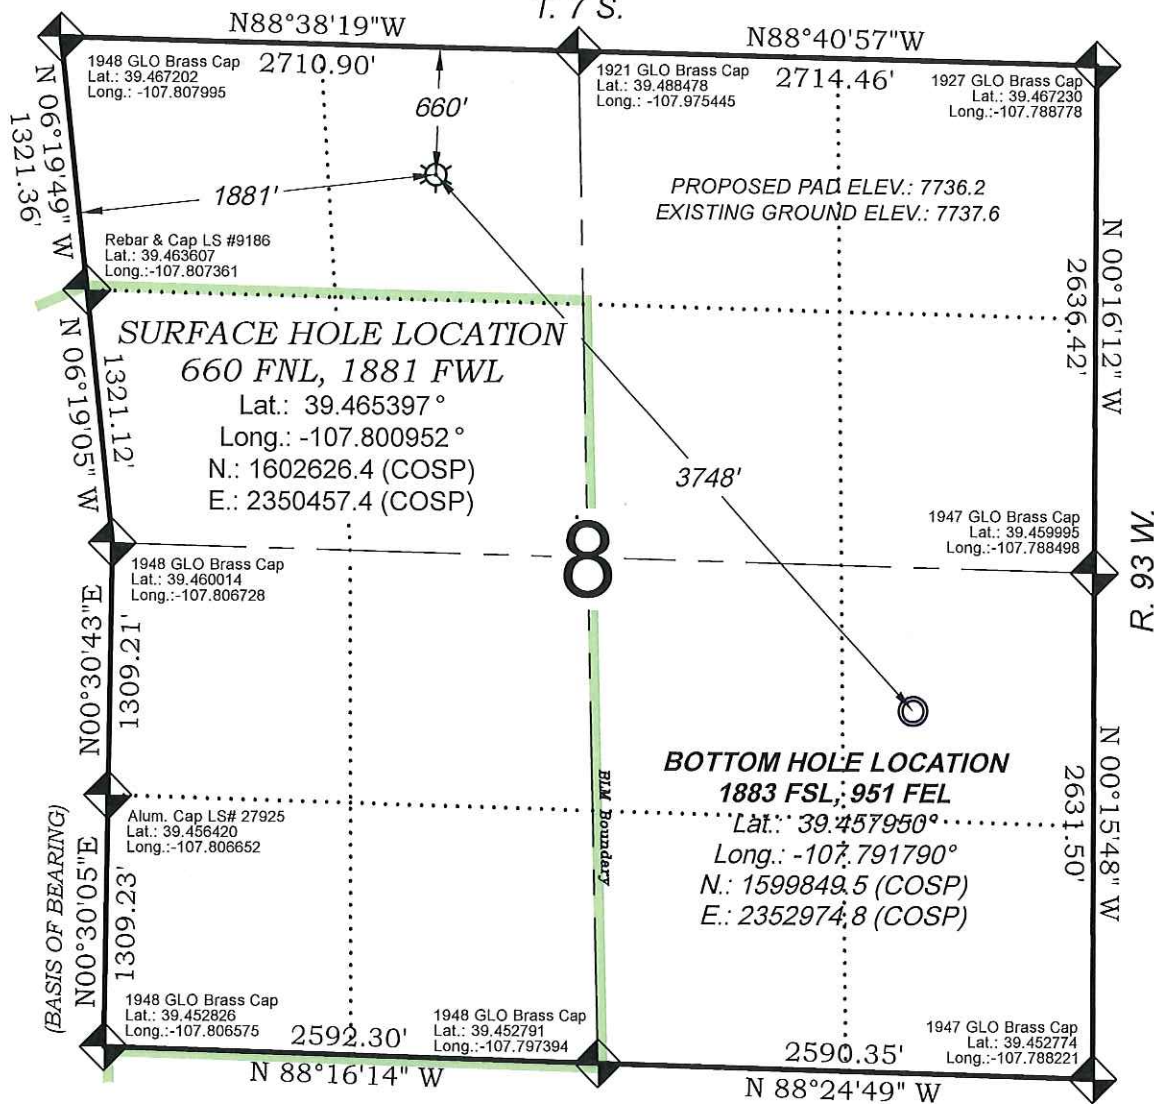 T. 7 S.
N88°38'19"W
N88°40'57"W
1948 GLO Brass Cap
Lat.: 39.467202
Long.: -107.807995
2710.90'
1921 GLO Brass Cap
Lat.: 39.488478
Long.: -107.975445
2714.46'
1927 GLO Brass Cap
Lat.: 39.467230
Long.:-107.788778
N 06°19'49" W
1321.36'
660'
1881'
PROPOSED PAD ELEV.: 7736.2
EXISTING GROUND ELEV.: 7737.6
Rebar & Cap LS #9186
Lat.: 39.463607
Long.:-107.807361
N 00°16'12" W
2636.42'
SURFACE HOLE LOCATION
660 FNL, 1881 FWL
Lat.: 39.465397°
Long.: -107.800952°
N.: 1602626.4 (COSP)
E.: 2350457.4 (COSP)
N 06°19'05" W
1321.12'
3748'
1947 GLO Brass Cap
Lat.: 39.459995
Long.:-107.788498
8
R. 93 W.
1948 GLO Brass Cap
Lat.: 39.460014
Long.:-107.806728
N00°30'43"E
1309.21'
BOTTOM HOLE LOCATION
1883 FSL, 951 FEL
Lat.: 39.457950°
Long.: -107.791790°
N.: 1599849.5 (COSP)
E.: 2352974.8 (COSP)
BLM Boundary
N 00°15'48" W
2631.50'
Alum. Cap LS# 27925
Lat.: 39.456420
Long.:-107.806652
(BASIS OF BEARING)
N00°30'05"E
1309.23'
1948 GLO Brass Cap
Lat.: 39.452826
Long.:-107.806575
2592.30'
N 88°16'14" W
1948 GLO Brass Cap
Lat.: 39.452791
Long.:-107.797394
2590.35'
N 88°24'49" W
1947 GLO Brass Cap
Lat.: 39.452774
Long.:-107.788221